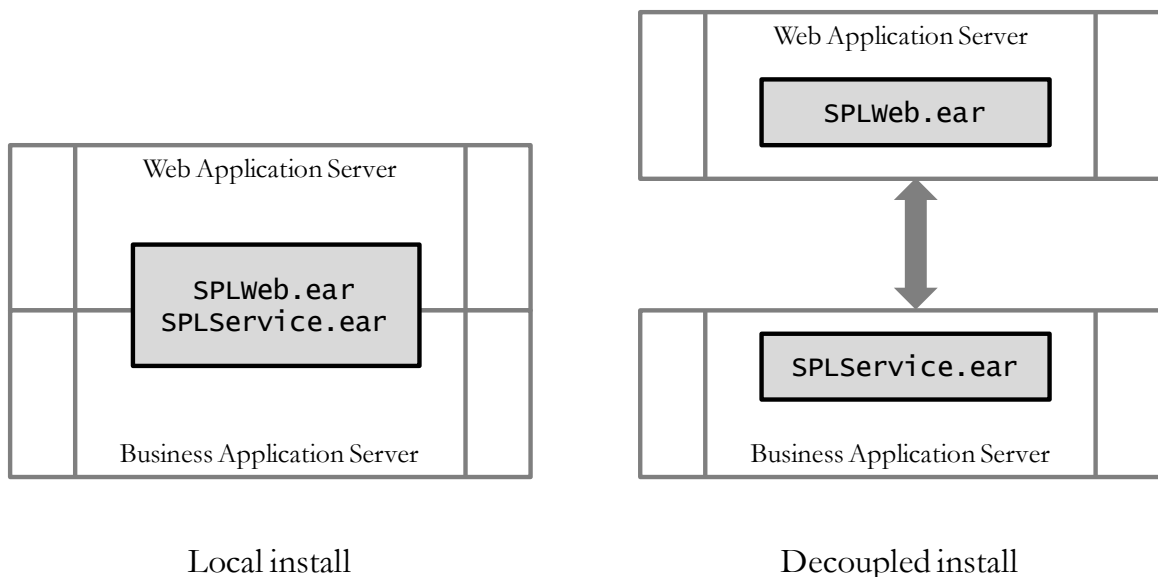 Web Application Server
SPLWeb.ear
SPLService.ear
Business Application Server
Local install
Web Application Server
SPLWeb.ear
SPLService.ear
Business Application Server
Decoupled install